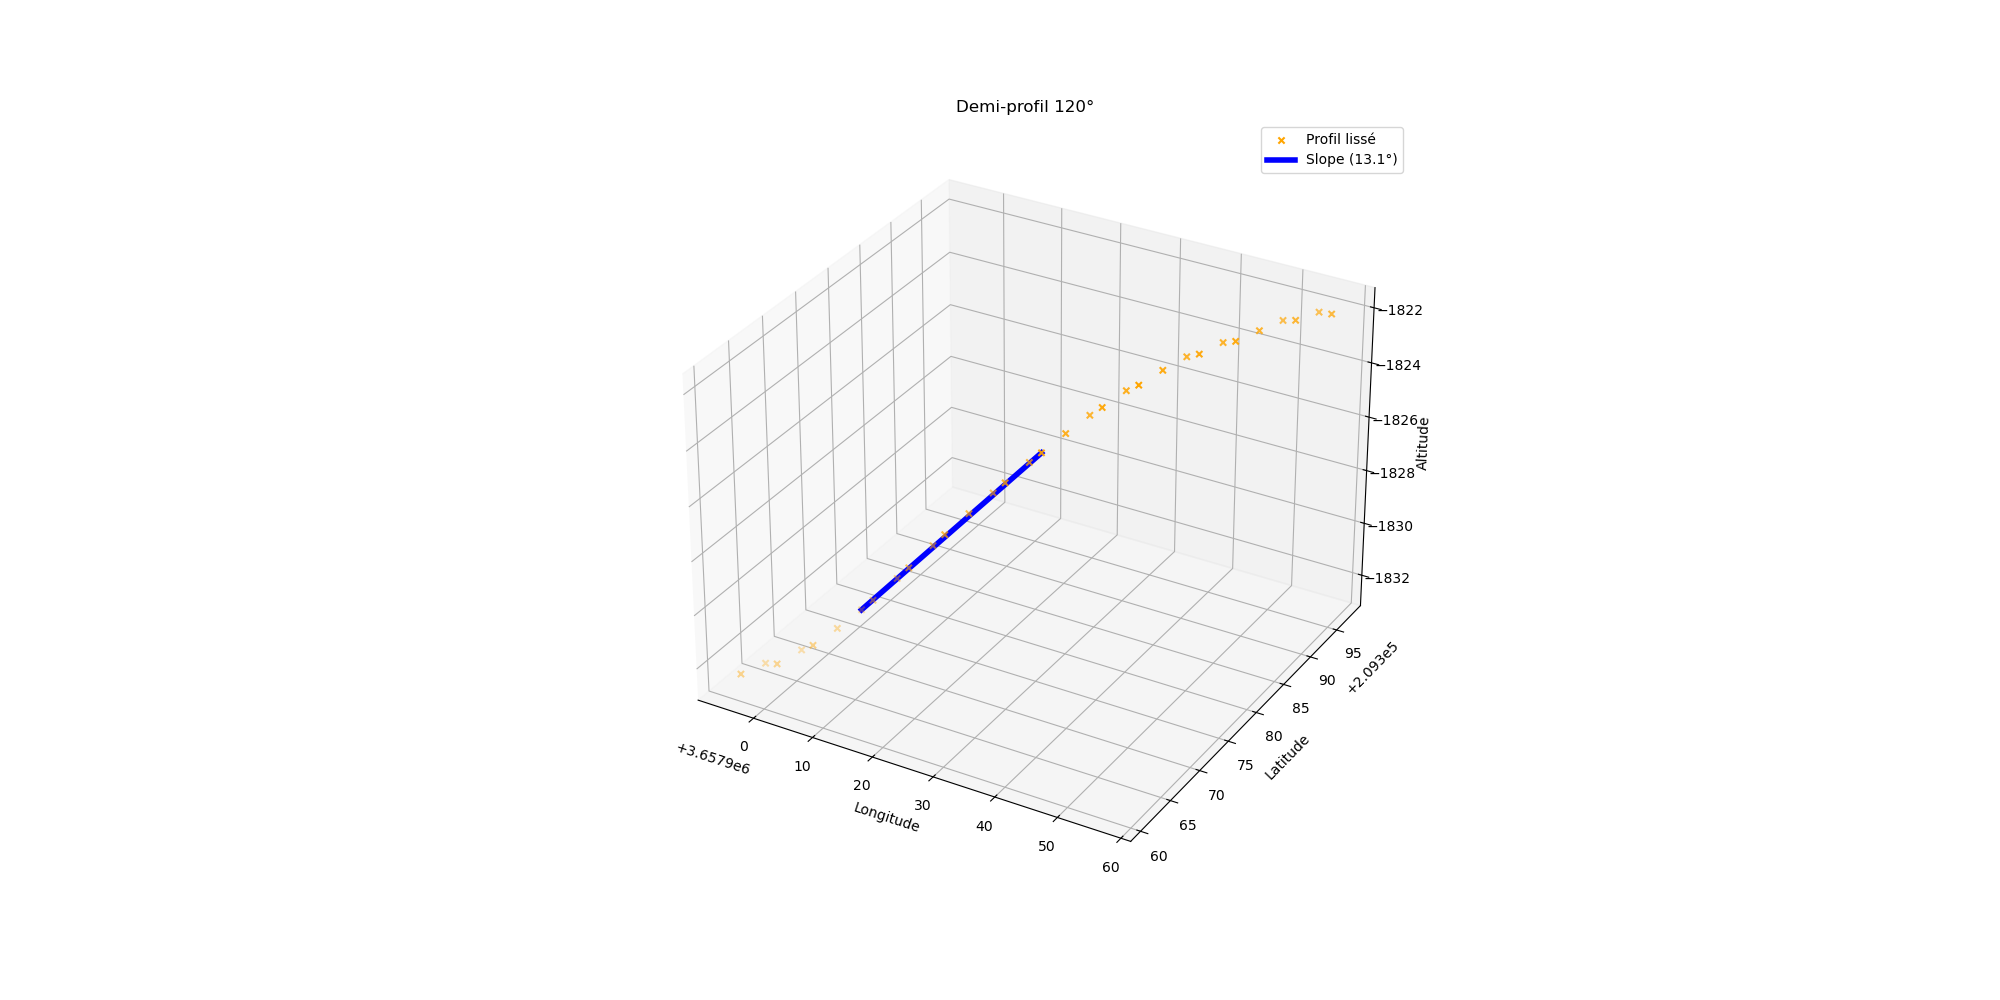 Demi-profil 120°
Profil lissé
Slope (13.1°)
−1822
−1824
−1826
−1828
−1830
−1832
Altitude
95
90
85
80
75
70
65
60
+2.093e5
Latitude
0
10
20
30
40
50
60
+3.6579e6
Longitude